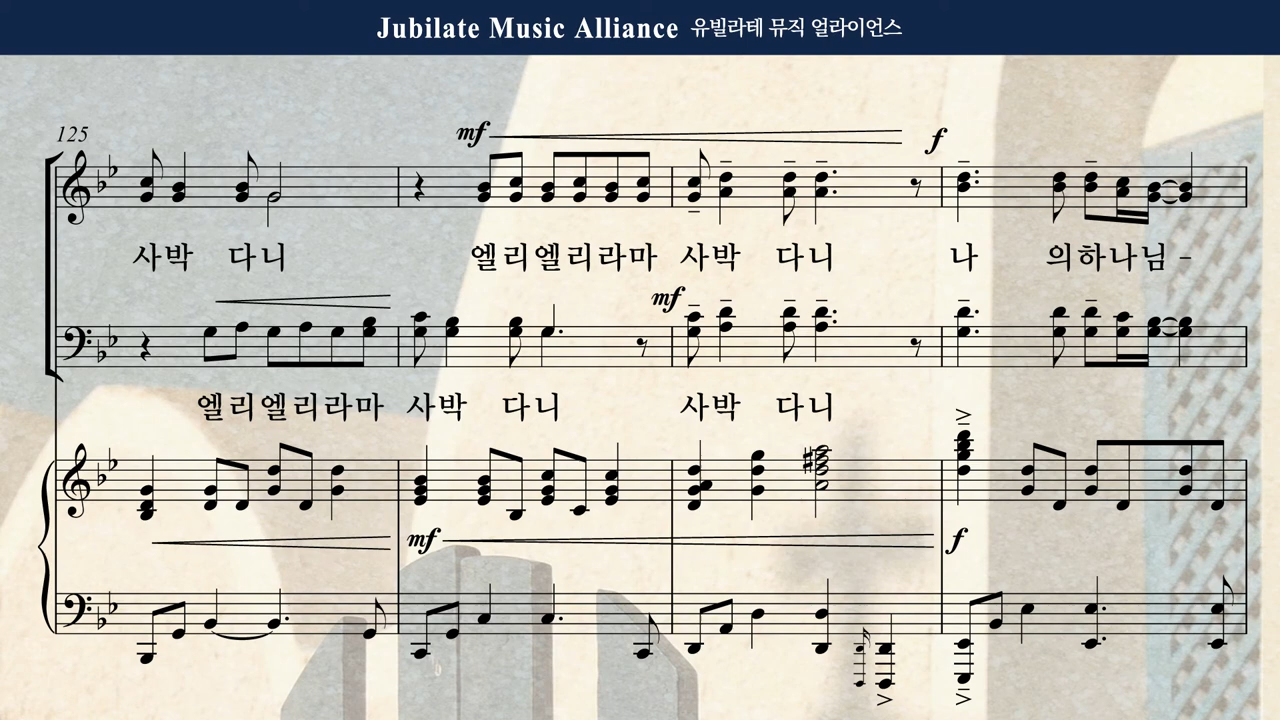 Jubilate Music Alliance 유빌라테 뮤직 얼라이언스
125
mf f
사박 다니 엘리엘리라마 사박 다니 나 의하나님 -
mf
엘리엘리라마 사박 다니 사박 다니
mf f